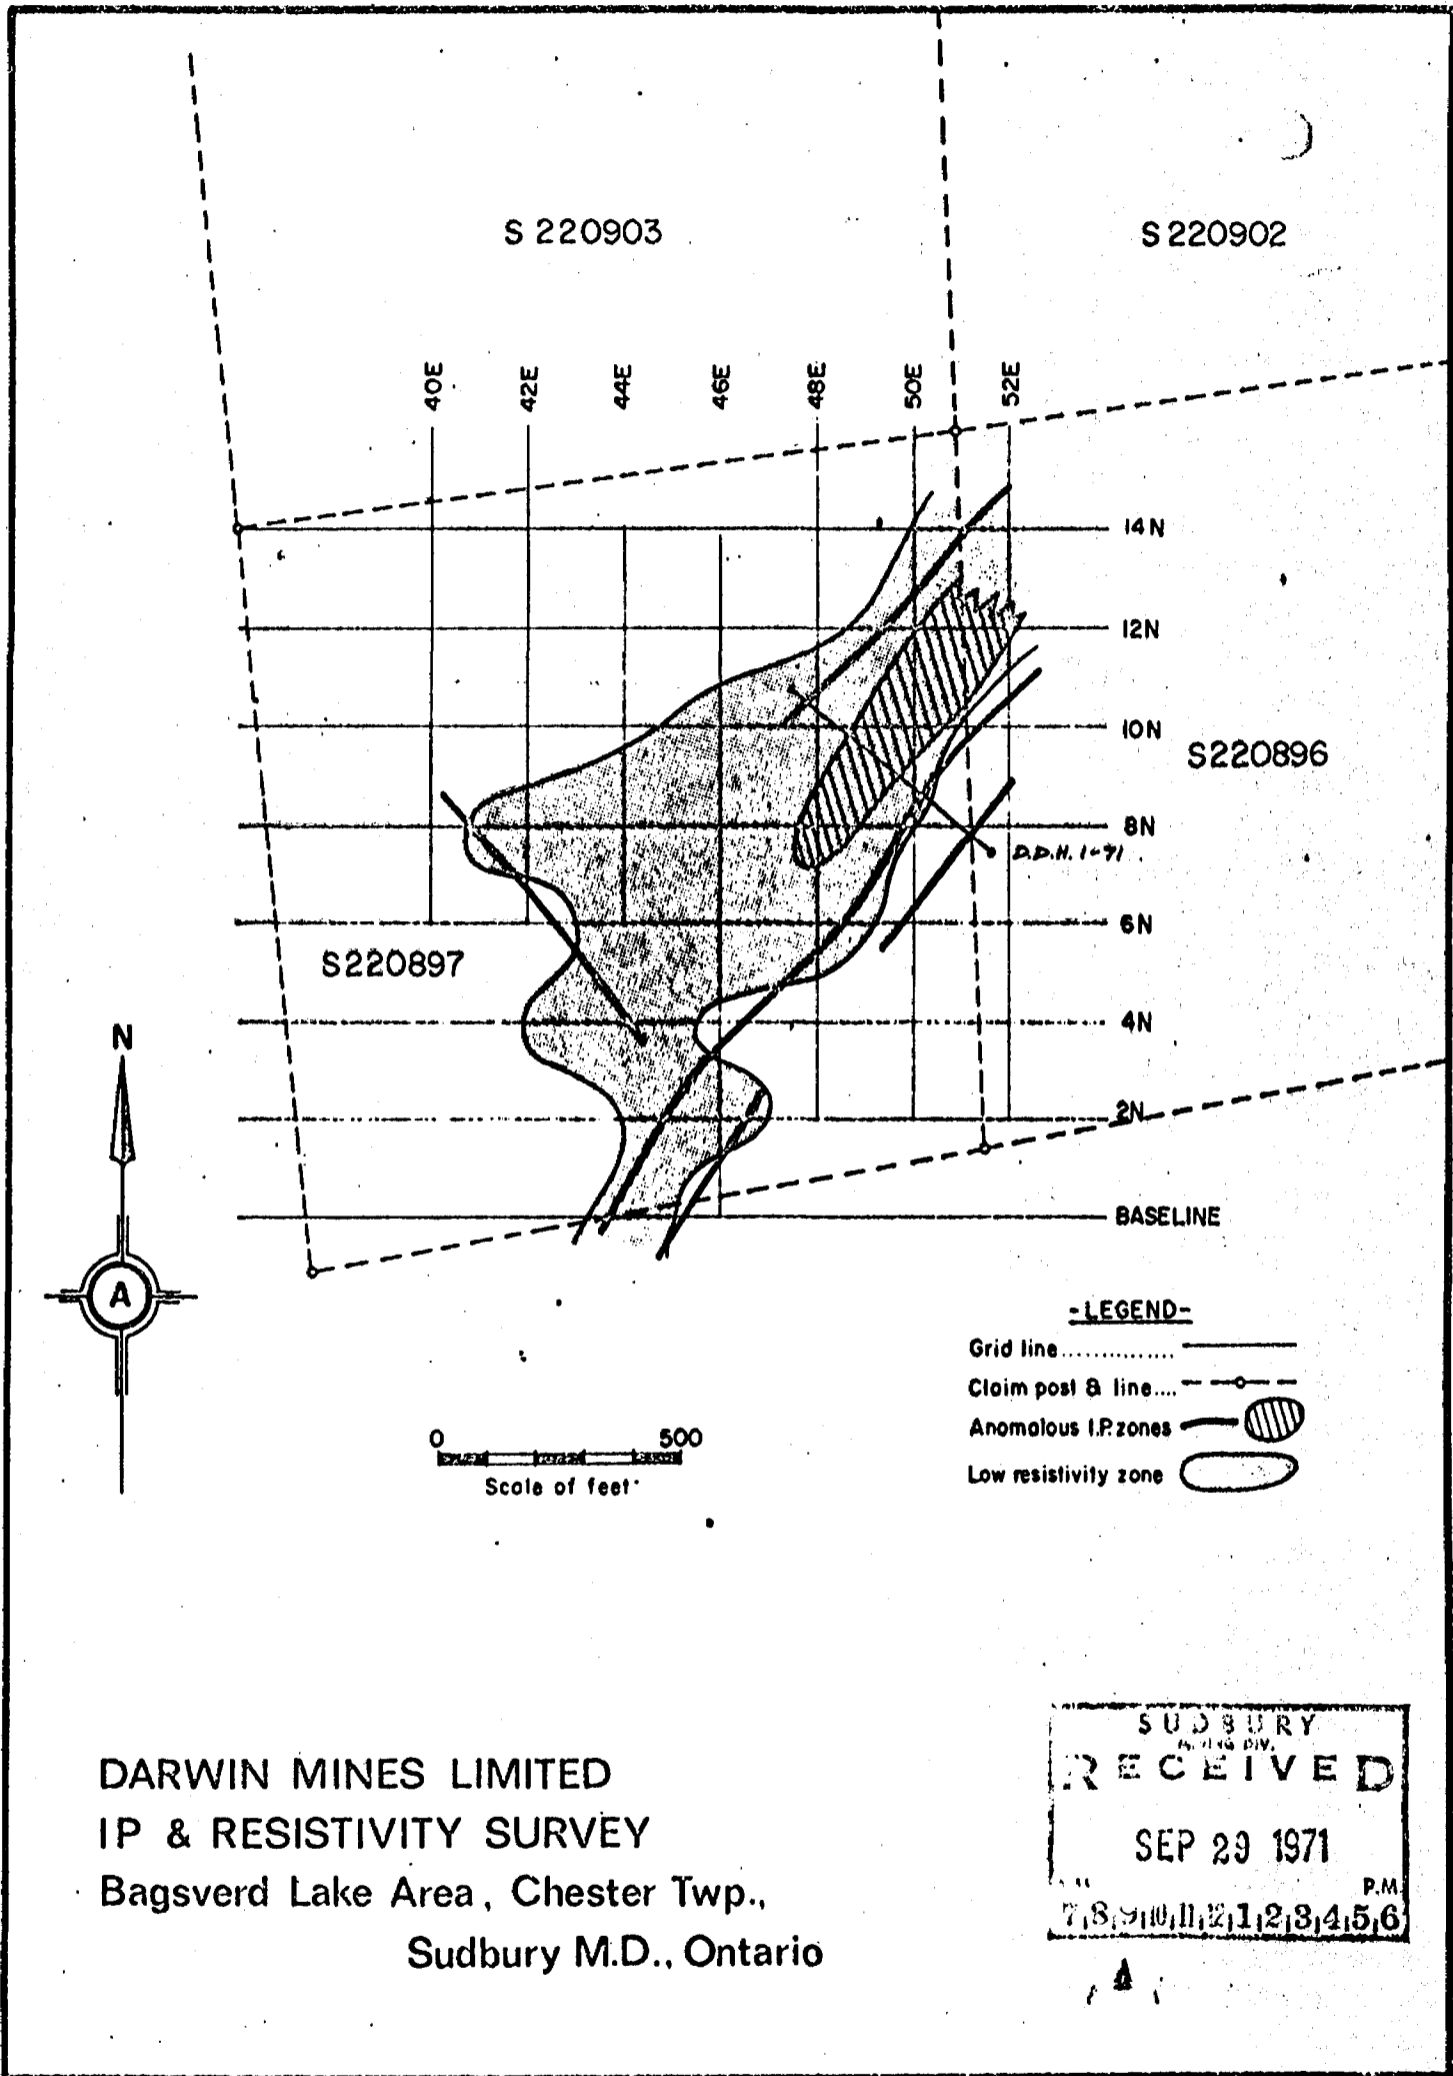 S 220903
S 220902
40E 42E 44E 46E 48E 50E 52E
14N
12N
10N
S220896
8N
D.D.H. 1-71
6N
S220897
4N
N
2N
BASELINE
A
-LEGEND-
Grid line...............
Claim post & line....
Anomalous I.P. zones
Low resistivity zone
0 500
Scale of feet
DARWIN MINES LIMITED
IP & RESISTIVITY SURVEY
Bagsverd Lake Area, Chester Twp.,
Sudbury M.D., Ontario
SUDBURY
MINING DIV.
RECEIVED
SEP 29 1971
P.M.
7,8,9,10,11,12,1,2,3,4,5,6